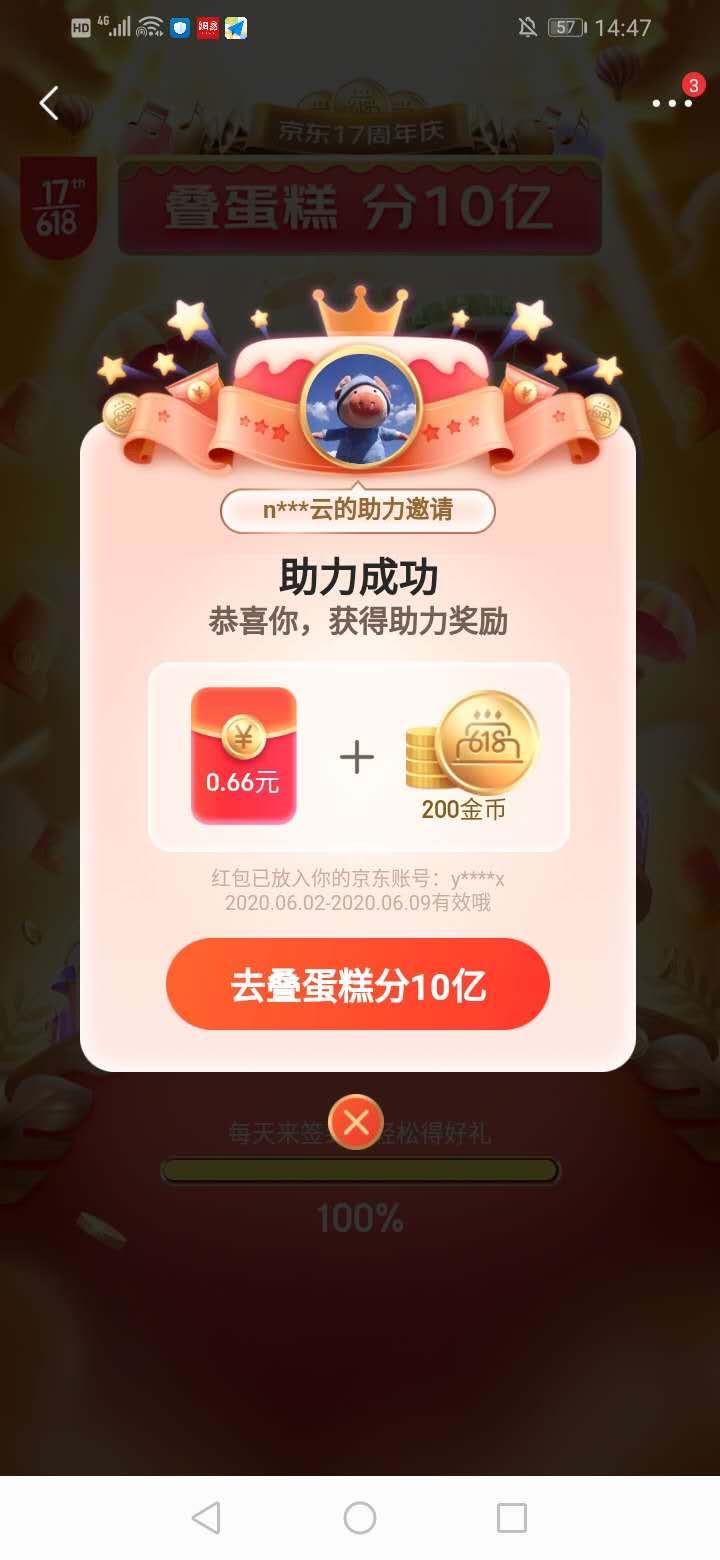 HD 4G 57 14:47
3
京东17周年庆
17th
618
叠蛋糕 分10亿
n***云的助力邀请
助力成功
恭喜你，获得助力奖励
¥
0.66元
+
618
200金币
红包已放入你的京东账号：y****x
2020.06.02-2020.06.09有效哦
去叠蛋糕分10亿
每天来签 轻松得好礼
100%